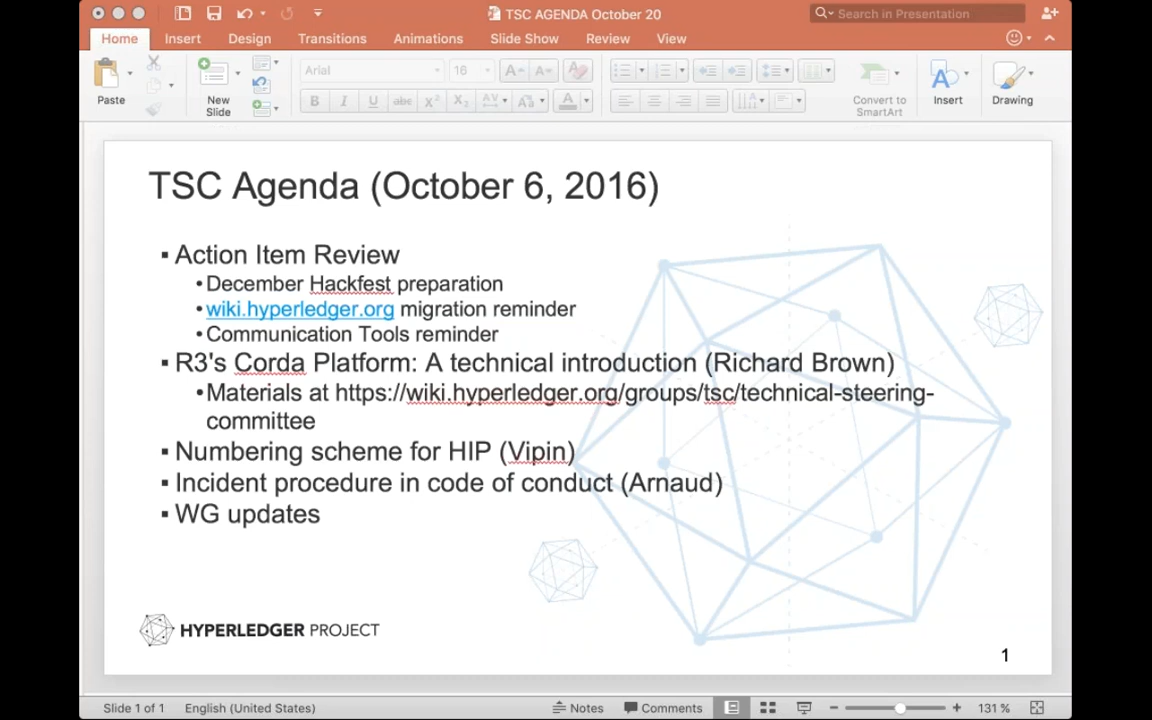 TSC AGENDA October 20
Search in Presentation
Home Insert Design Transitions Animations Slide Show Review View
Paste
New
Slide
Arial
16
Convert to
SmartArt
Insert
Drawing
TSC Agenda (October 6, 2016)
▪ Action Item Review
• December Hackfest preparation
• wiki.hyperledger.org migration reminder
• Communication Tools reminder
▪ R3's Corda Platform: A technical introduction (Richard Brown)
• Materials at https://wiki.hyperledger.org/groups/tsc/technical-steering-
committee
▪ Numbering scheme for HIP (Vipin)
▪ Incident procedure in code of conduct (Arnaud)
▪ WG updates
HYPERLEDGER PROJECT
1
Slide 1 of 1 English (United States) Notes Comments 131 %